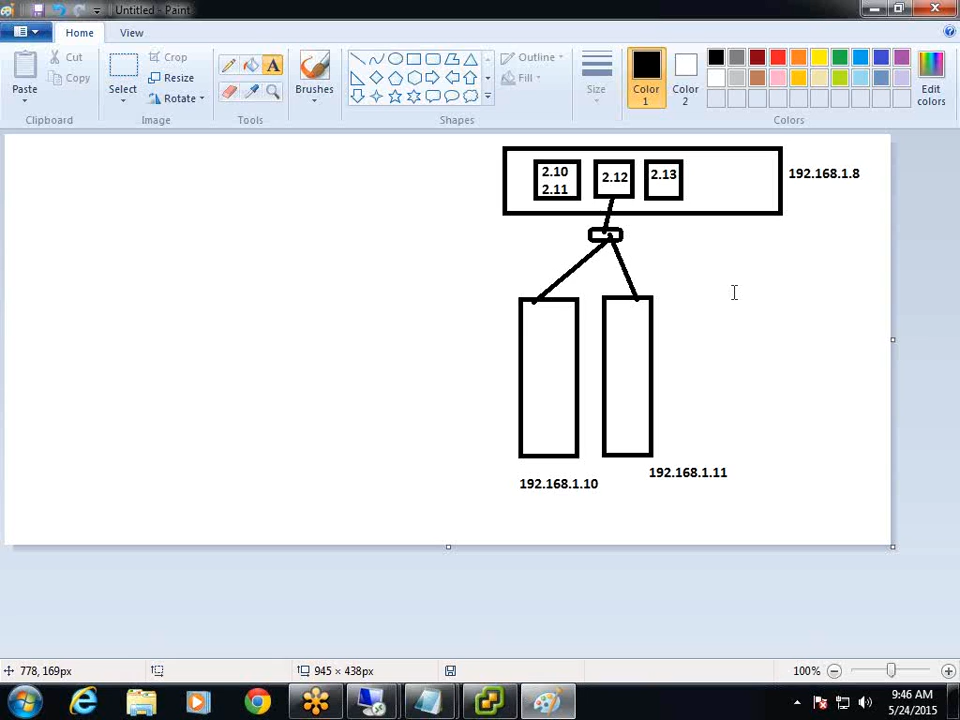 Untitled - Paint
Home
View
Paste
Cut
Copy
Clipboard
Select
Crop
Resize
Rotate
Image
A
Tools
Brushes
Outline
Fill
Shapes
Size
Color
1
Color
2
Edit
colors
Colors
2.10
2.11
2.12
2.13
192.168.1.8
192.168.1.10
192.168.1.11
778, 169px
945 × 438px
100%
9:46 AM
5/24/2015